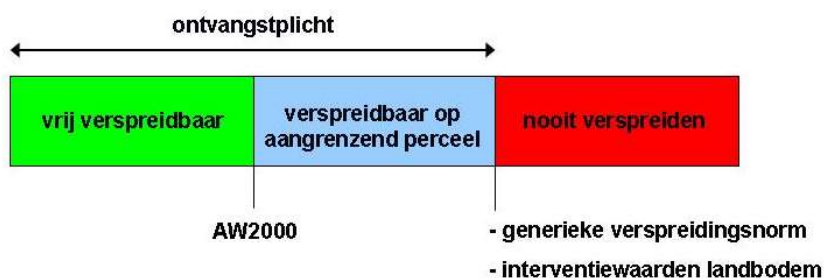 ontvangstplicht
vrij verspreidbaar
verspreidbaar op
aangrenzend perceel
nooit verspreiden
AW2000
- generieke verspreidingsnorm
- interventiewaarden landbodem